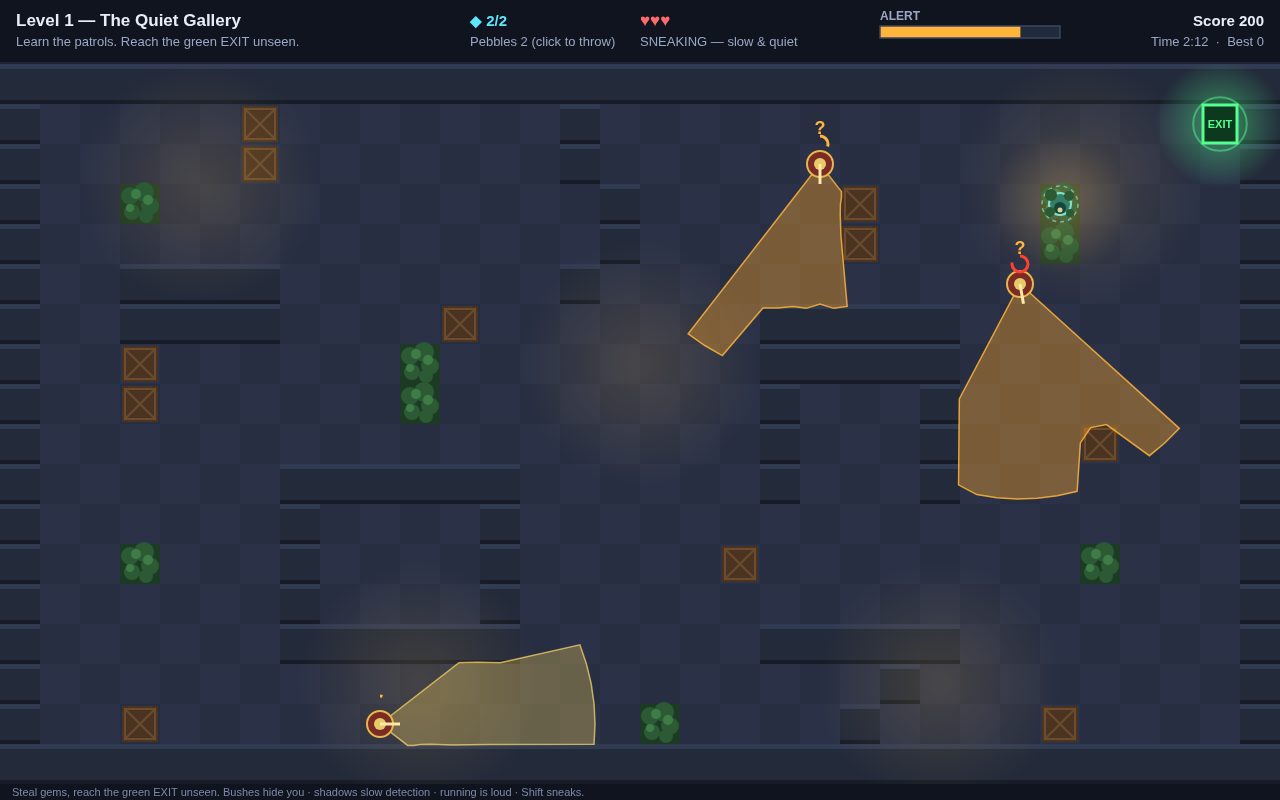 Level 1 — The Quiet Gallery
Learn the patrols. Reach the green EXIT unseen.
◆ 2/2
Pebbles 2 (click to throw)
♥♥♥
SNEAKING — slow & quiet
ALERT
Score 200
Time 2:12 · Best 0
EXIT
?
?
Steal gems, reach the green EXIT unseen. Bushes hide you · shadows slow detection · running is loud · Shift sneaks.